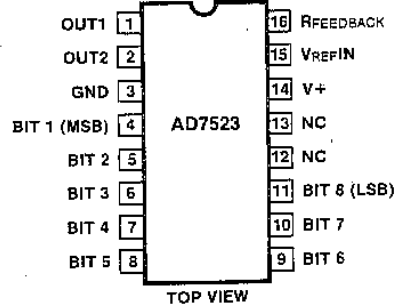 OUT1 1 16 RFEEDBACK
OUT2 2 15 VREFIN
GND 3 14 V+
BIT 1 (MSB) 4 AD7523 13 NC
BIT 2 5 12 NC
BIT 3 6 11 BIT 8 (LSB)
BIT 4 7 10 BIT 7
BIT 5 8 9 BIT 6
TOP VIEW